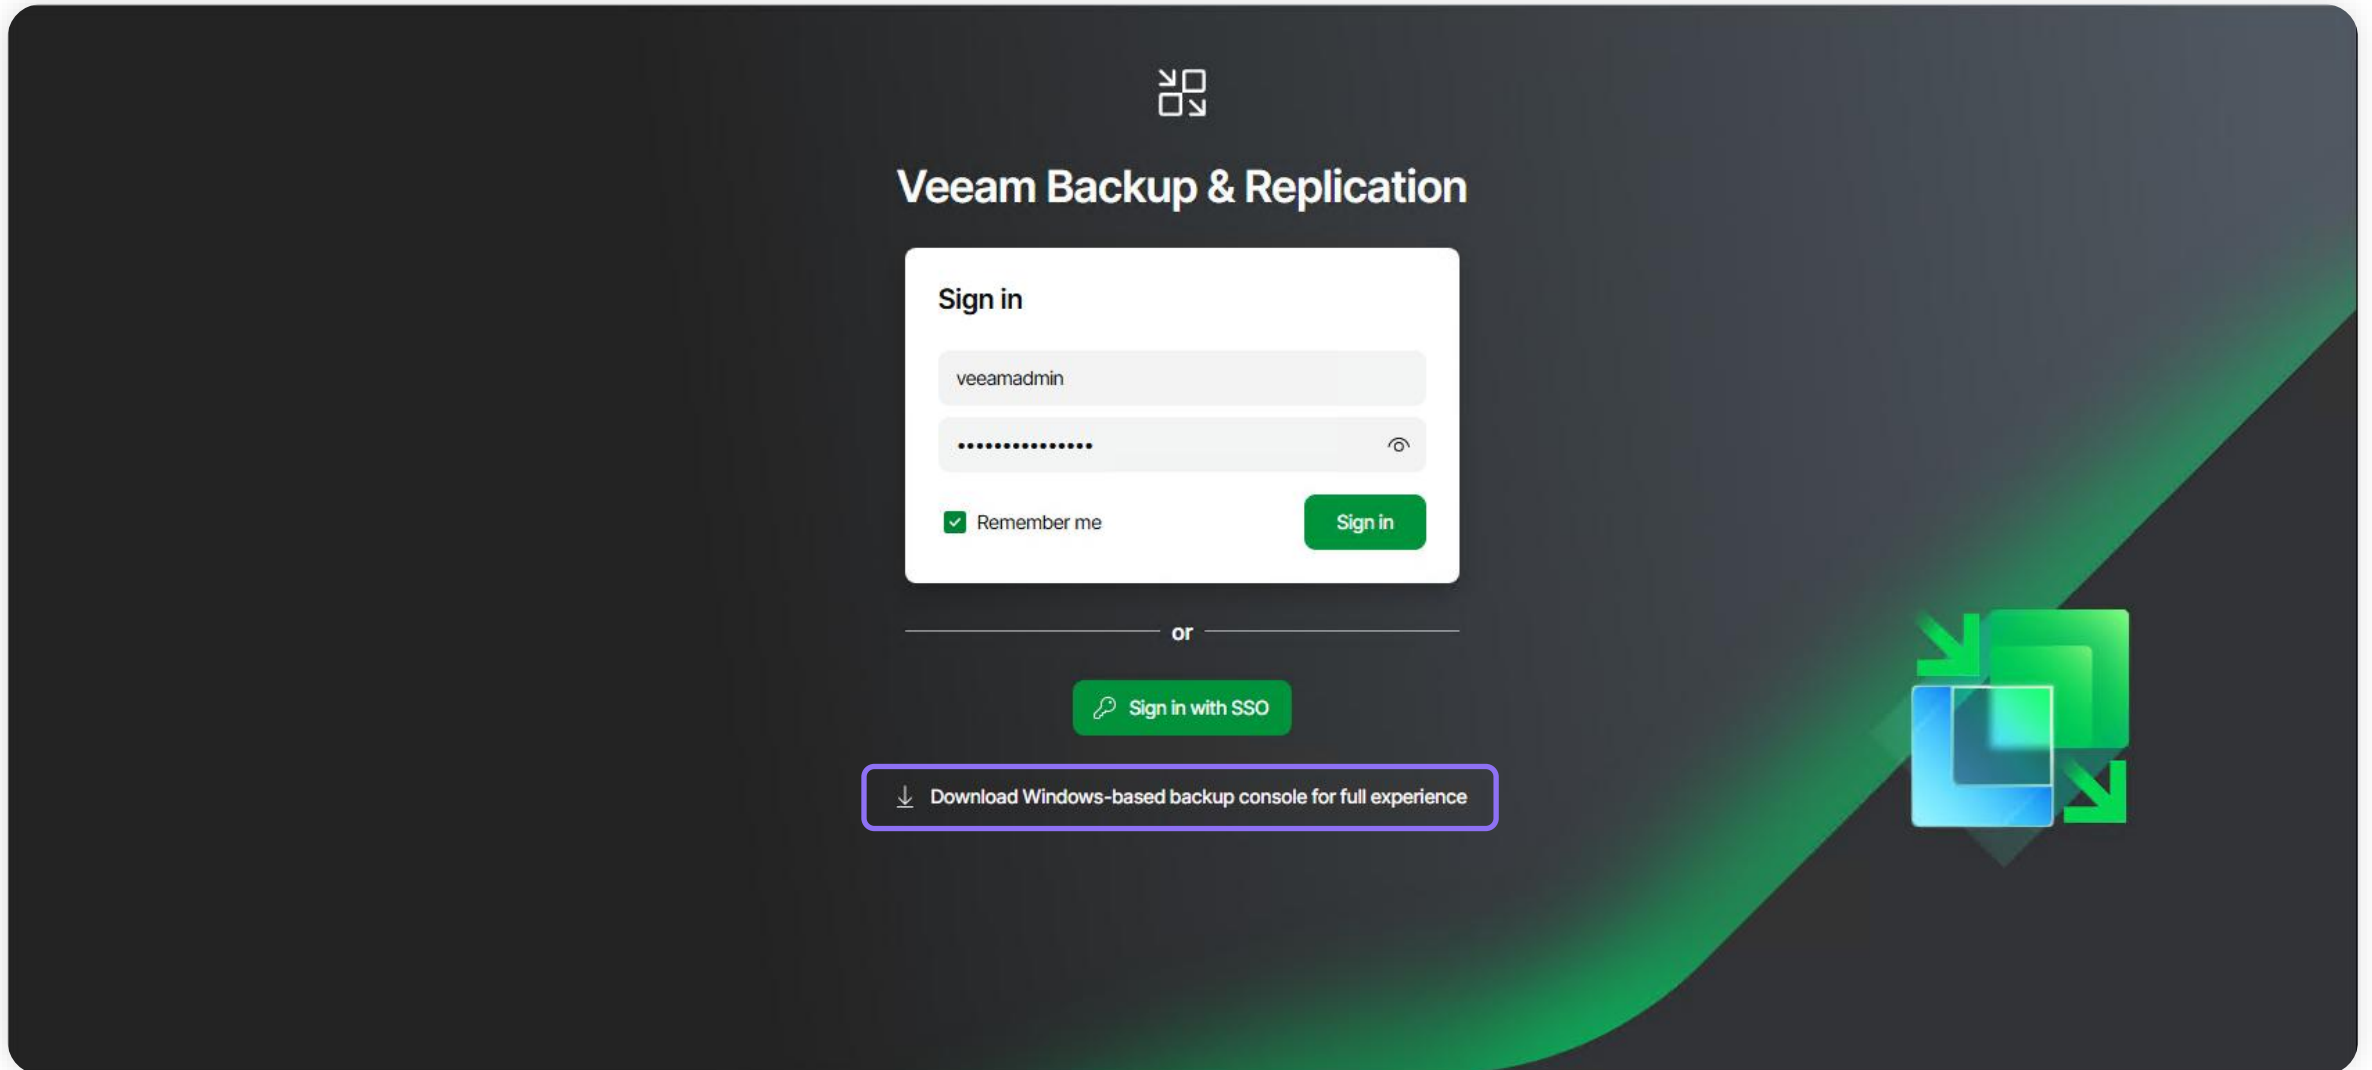 Veeam Backup & Replication
Sign in
veeamadmin
•••••••••••••••
Remember me
Sign in
or
Sign in with SSO
Download Windows-based backup console for full experience